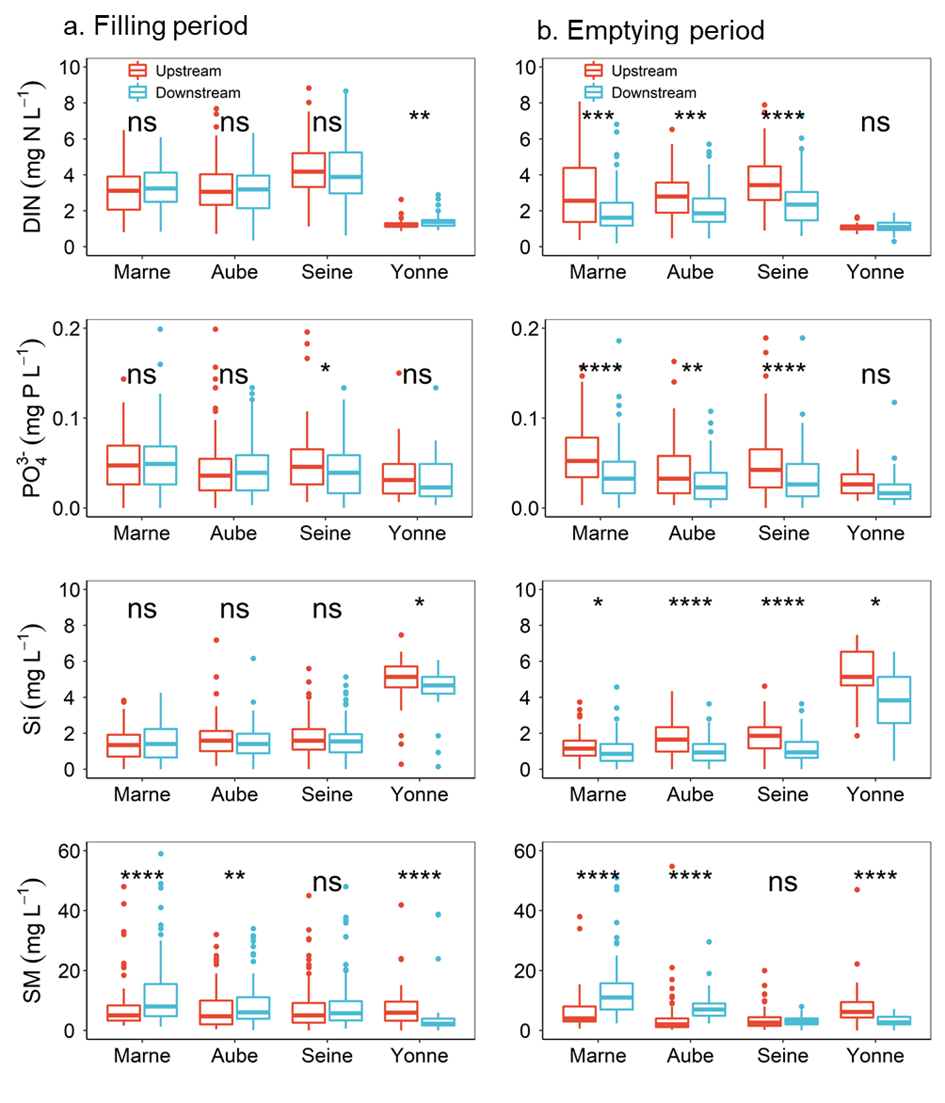 a. Filling period
b. Emptying period
DIN (mg N L⁻¹)
10
8
6
4
2
0
Upstream
Downstream
ns ns ns **
Marne Aube Seine Yonne
10
8
6
4
2
0
Upstream
Downstream
*** *** **** ns
Marne Aube Seine Yonne
PO₄³⁻ (mg P L⁻¹)
0.2
0.1
0.0
ns ns * ns
Marne Aube Seine Yonne
0.2
0.1
0.0
**** ** **** ns
Marne Aube Seine Yonne
Si (mg L⁻¹)
10
8
6
4
2
0
ns ns ns *
Marne Aube Seine Yonne
10
8
6
4
2
0
* **** **** *
Marne Aube Seine Yonne
SM (mg L⁻¹)
60
40
20
0
**** ** ns ****
Marne Aube Seine Yonne
60
40
20
0
**** **** ns ****
Marne Aube Seine Yonne